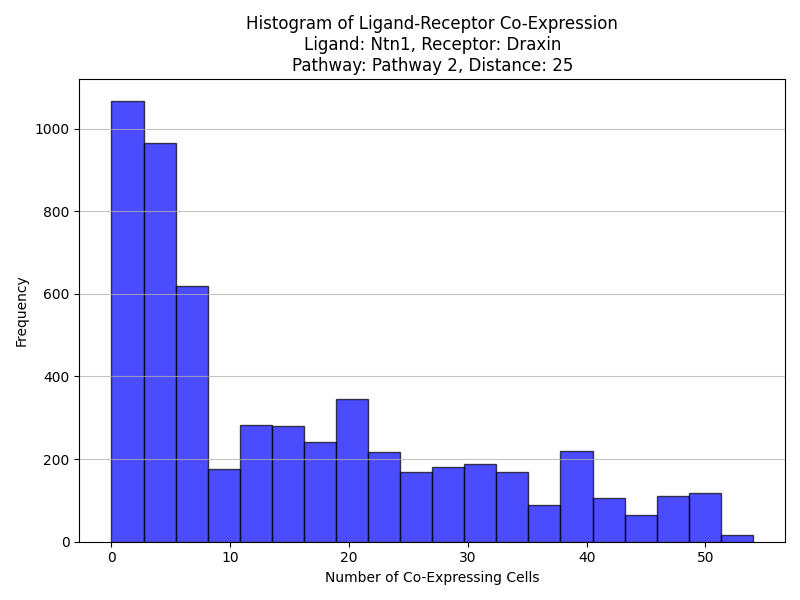 Histogram of Ligand-Receptor Co-Expression
Ligand: Ntn1, Receptor: Draxin
Pathway: Pathway 2, Distance: 25
1000
800
600
400
200
0
Frequency
0 10 20 30 40 50
Number of Co-Expressing Cells